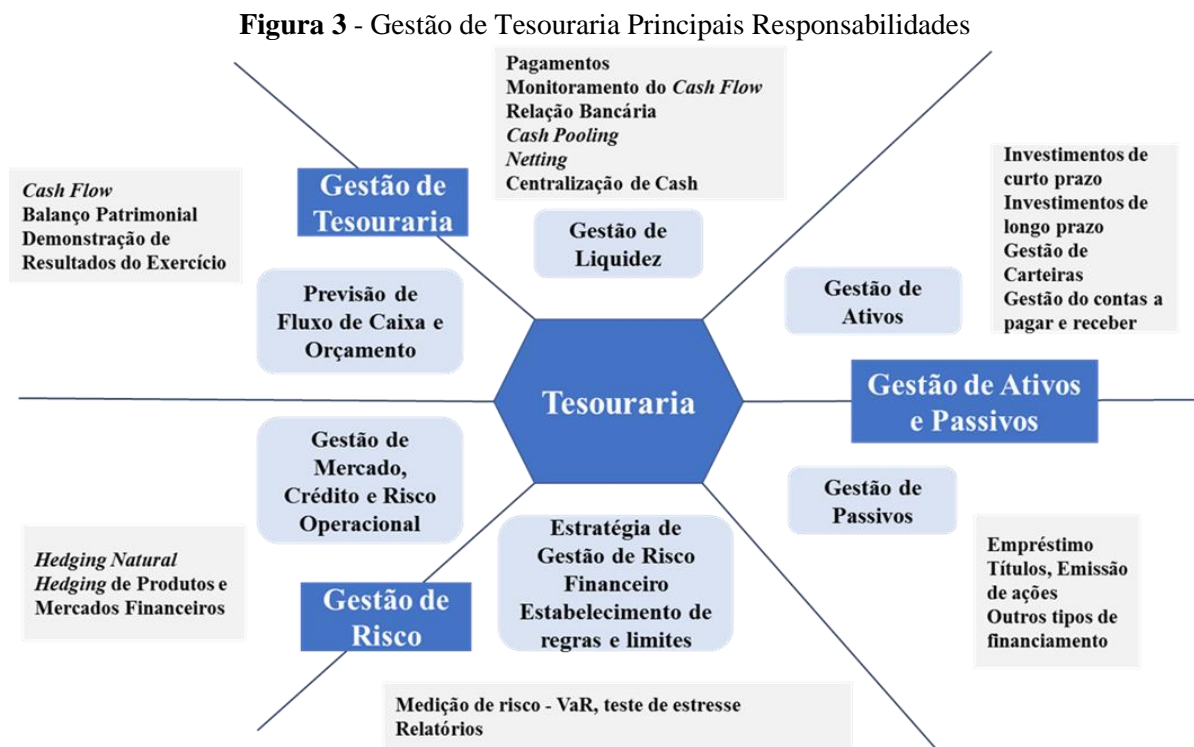 Figura 3 - Gestão de Tesouraria Principais Responsabilidades
Pagamentos
Monitoramento do Cash Flow
Relação Bancária
Cash Pooling
Netting
Centralização de Cash
Gestão de
Liquidez
Gestão de
Tesouraria
Cash Flow
Balanço Patrimonial
Demonstração de
Resultados do Exercício
Previsão de
Fluxo de Caixa e
Orçamento
Investimentos de
curto prazo
Investimentos de
longo prazo
Gestão de
Carteiras
Gestão do contas a
pagar e receber
Gestão de
Ativos
Tesouraria
Gestão de Ativos
e Passivos
Gestão de
Mercado,
Crédito e Risco
Operacional
Gestão de
Passivos
Hedging Natural
Hedging de Produtos e
Mercados Financeiros
Gestão de
Risco
Estratégia de
Gestão de Risco
Financeiro
Estabelecimento de
regras e limites
Empréstimo
Títulos, Emissão
de ações
Outros tipos de
financiamento
Medição de risco - VaR, teste de estresse
Relatórios